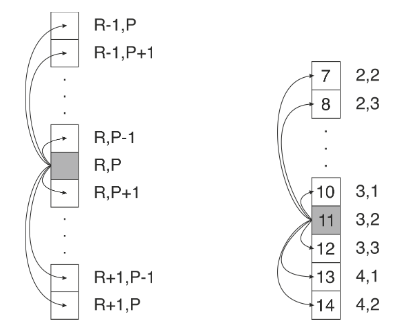 R-1,P
R-1,P+1
R,P-1
R,P
R,P+1
R+1,P-1
R+1,P
7 2,2
8 2,3
10 3,1
11 3,2
12 3,3
13 4,1
14 4,2